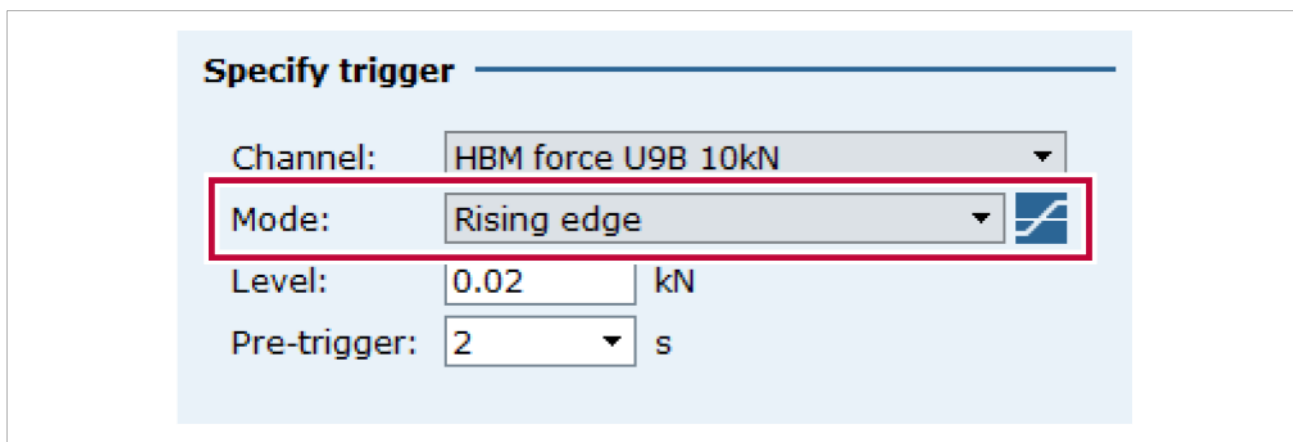 Specify trigger
Channel: HBM force U9B 10kN
Mode: Rising edge
Level: 0.02 kN
Pre-trigger: 2 s